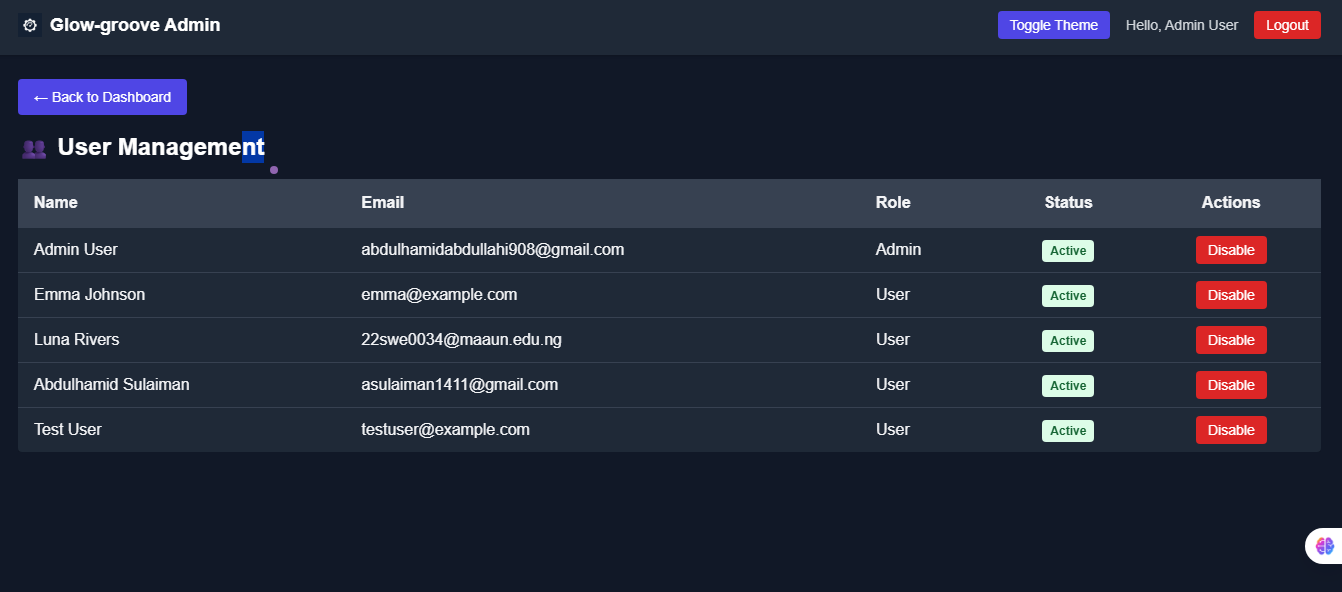 Glow-groove Admin Toggle Theme Hello, Admin User Logout
← Back to Dashboard
User Management
Name Email Role Status Actions
Admin User abdulhamidabdullahi908@gmail.com Admin Active Disable
Emma Johnson emma@example.com User Active Disable
Luna Rivers 22swe0034@maaun.edu.ng User Active Disable
Abdulhamid Sulaiman asulaiman1411@gmail.com User Active Disable
Test User testuser@example.com User Active Disable